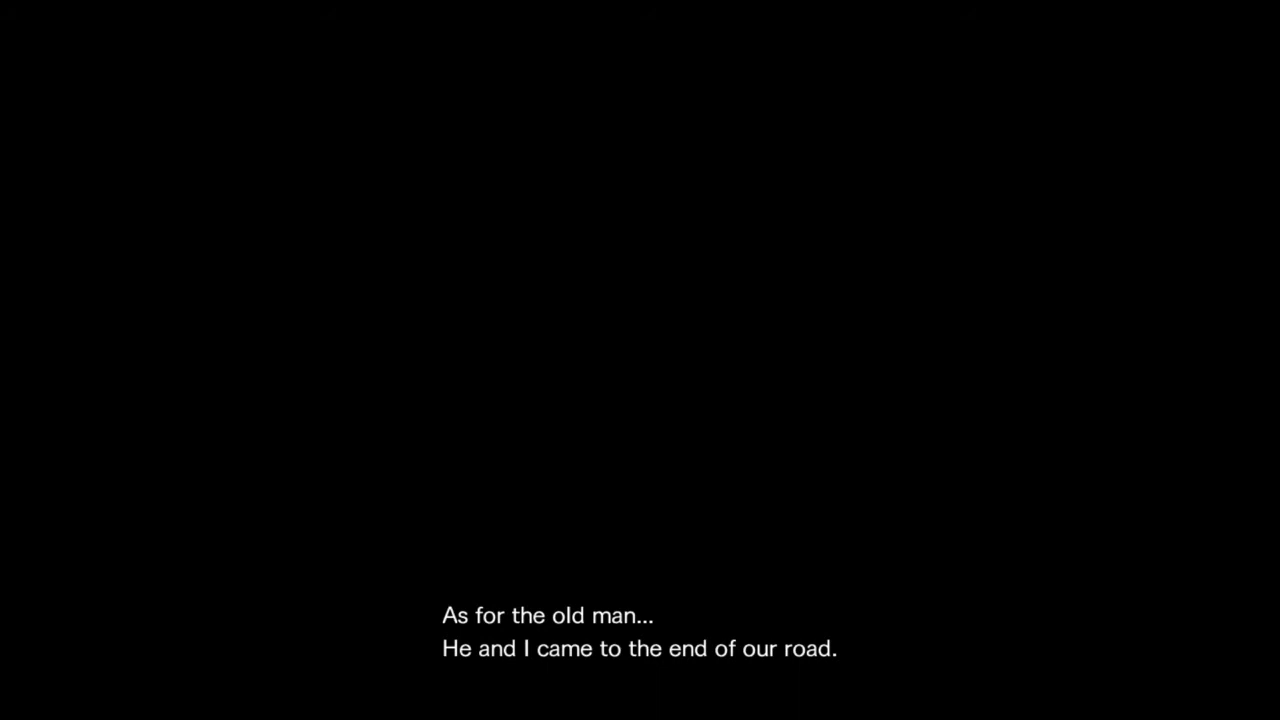 As for the old man...
He and I came to the end of our road.